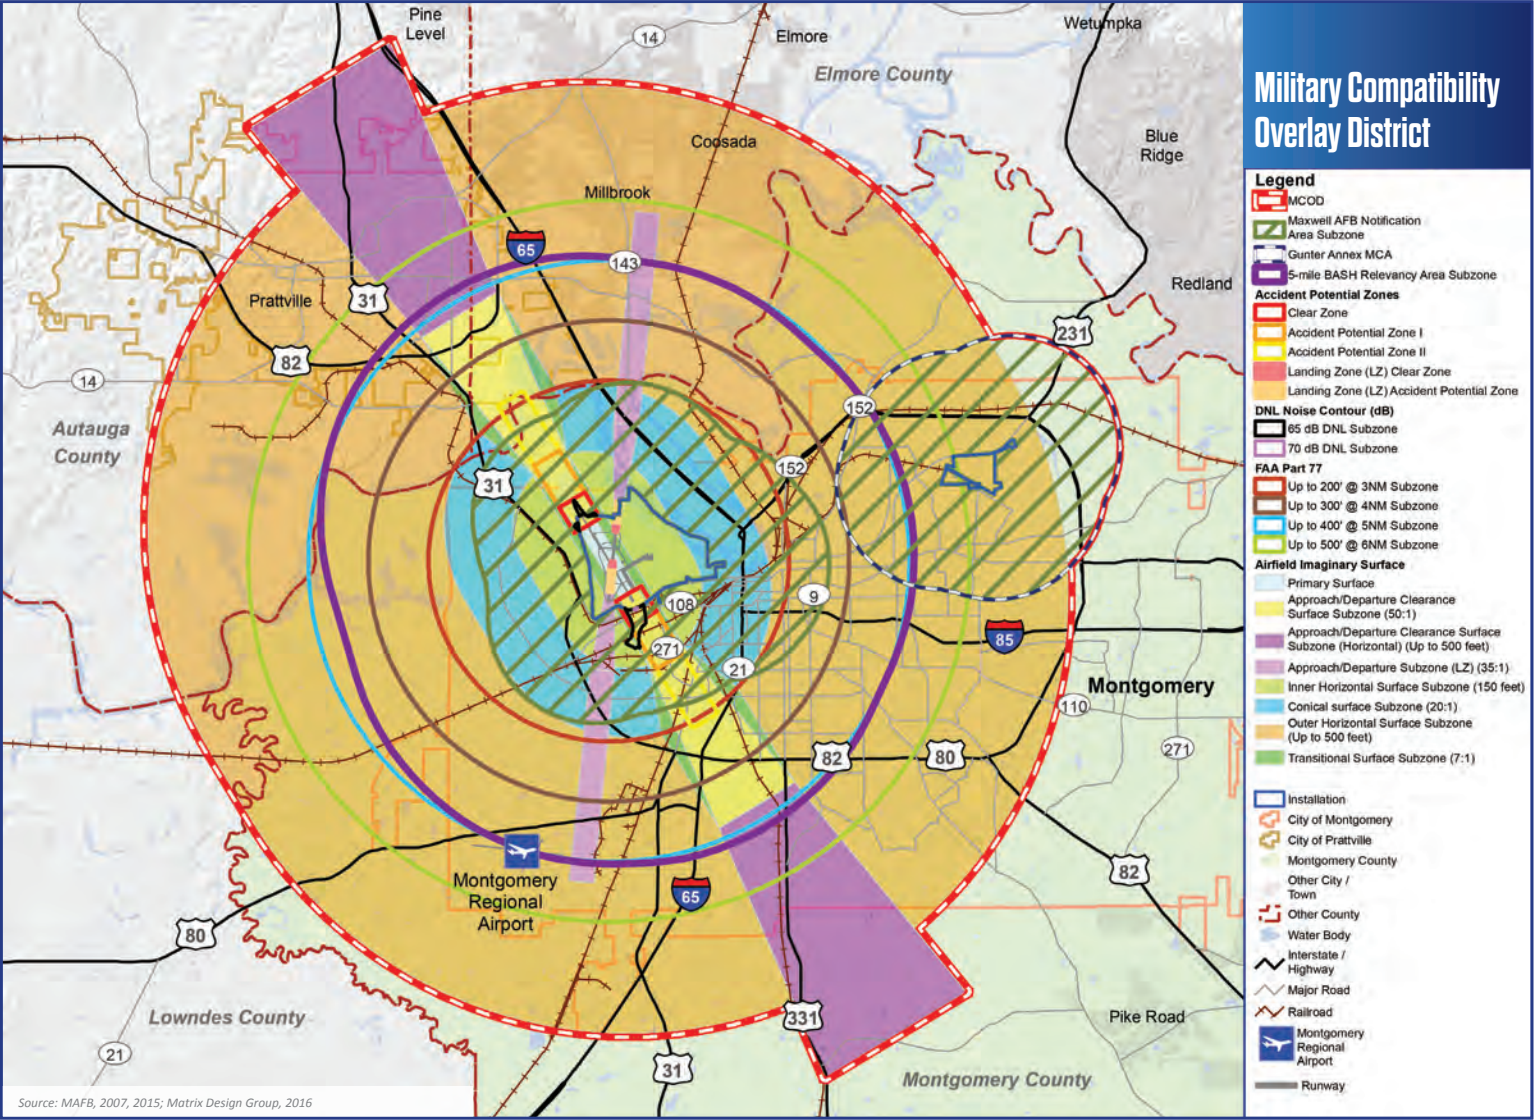 Military Compatibility
Overlay District
Legend
MCOD
Maxwell AFB Notification
Area Subzone
Gunter Annex MCA
5-mile BASH Relevancy Area Subzone
Accident Potential Zones
Clear Zone
Accident Potential Zone I
Accident Potential Zone II
Landing Zone (LZ) Clear Zone
Landing Zone (LZ) Accident Potential Zone
DNL Noise Contour (dB)
65 dB DNL Subzone
70 dB DNL Subzone
FAA Part 77
Up to 200' @ 3NM Subzone
Up to 300' @ 4NM Subzone
Up to 400' @ 5NM Subzone
Up to 500' @ 6NM Subzone
Airfield Imaginary Surface
Primary Surface
Approach/Departure Clearance
Surface Subzone (50:1)
Approach/Departure Clearance Surface
Subzone (Horizontal) (Up to 500 feet)
Approach/Departure Subzone (LZ) (35:1)
Inner Horizontal Surface Subzone (150 feet)
Conical surface Subzone (20:1)
Outer Horizontal Surface Subzone
(Up to 500 feet)
Transitional Surface Subzone (7:1)
Installation
City of Montgomery
City of Prattville
Montgomery County
Other City /
Town
Other County
Water Body
Interstate /
Highway
Major Road
Railroad
Montgomery
Regional
Airport
Runway
Pine
Level
14
Elmore
Wetumpka
Elmore County
Coosada
Blue
Ridge
Millbrook
65
143
Redland
Prattville
31
231
82
14
152
Autauga
County
152
31
108
9
271
85
21
Montgomery
110
82
80
271
Montgomery
Regional
Airport
65
82
80
Lowndes County
331
Pike Road
21
31
Montgomery County
Source: MAFB, 2007, 2015; Matrix Design Group, 2016